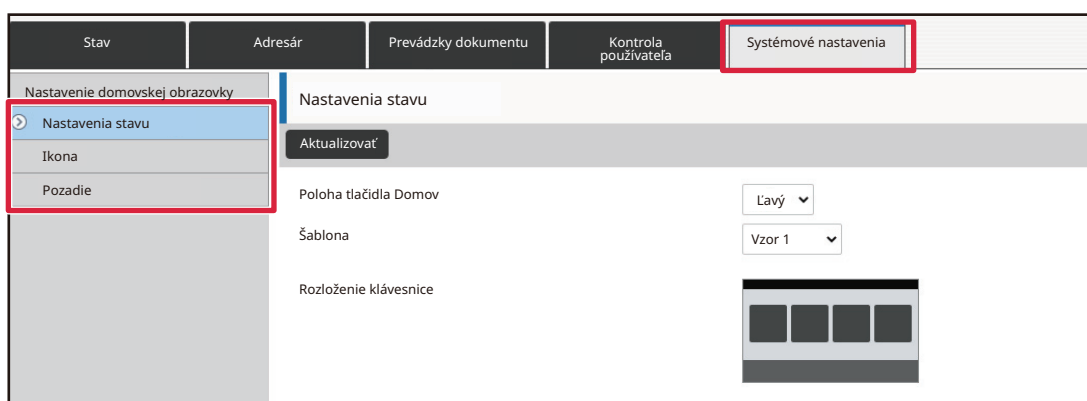 Stav
Adresár
Prevádzky dokumentu
Kontrola
používateľa
Systémové nastavenia
Nastavenie domovskej obrazovky
Nastavenia stavu
Ikona
Pozadie
Nastavenia stavu
Aktualizovať
Poloha tlačidla Domov
Ľavý
Šablona
Vzor 1
Rozloženie klávesnice